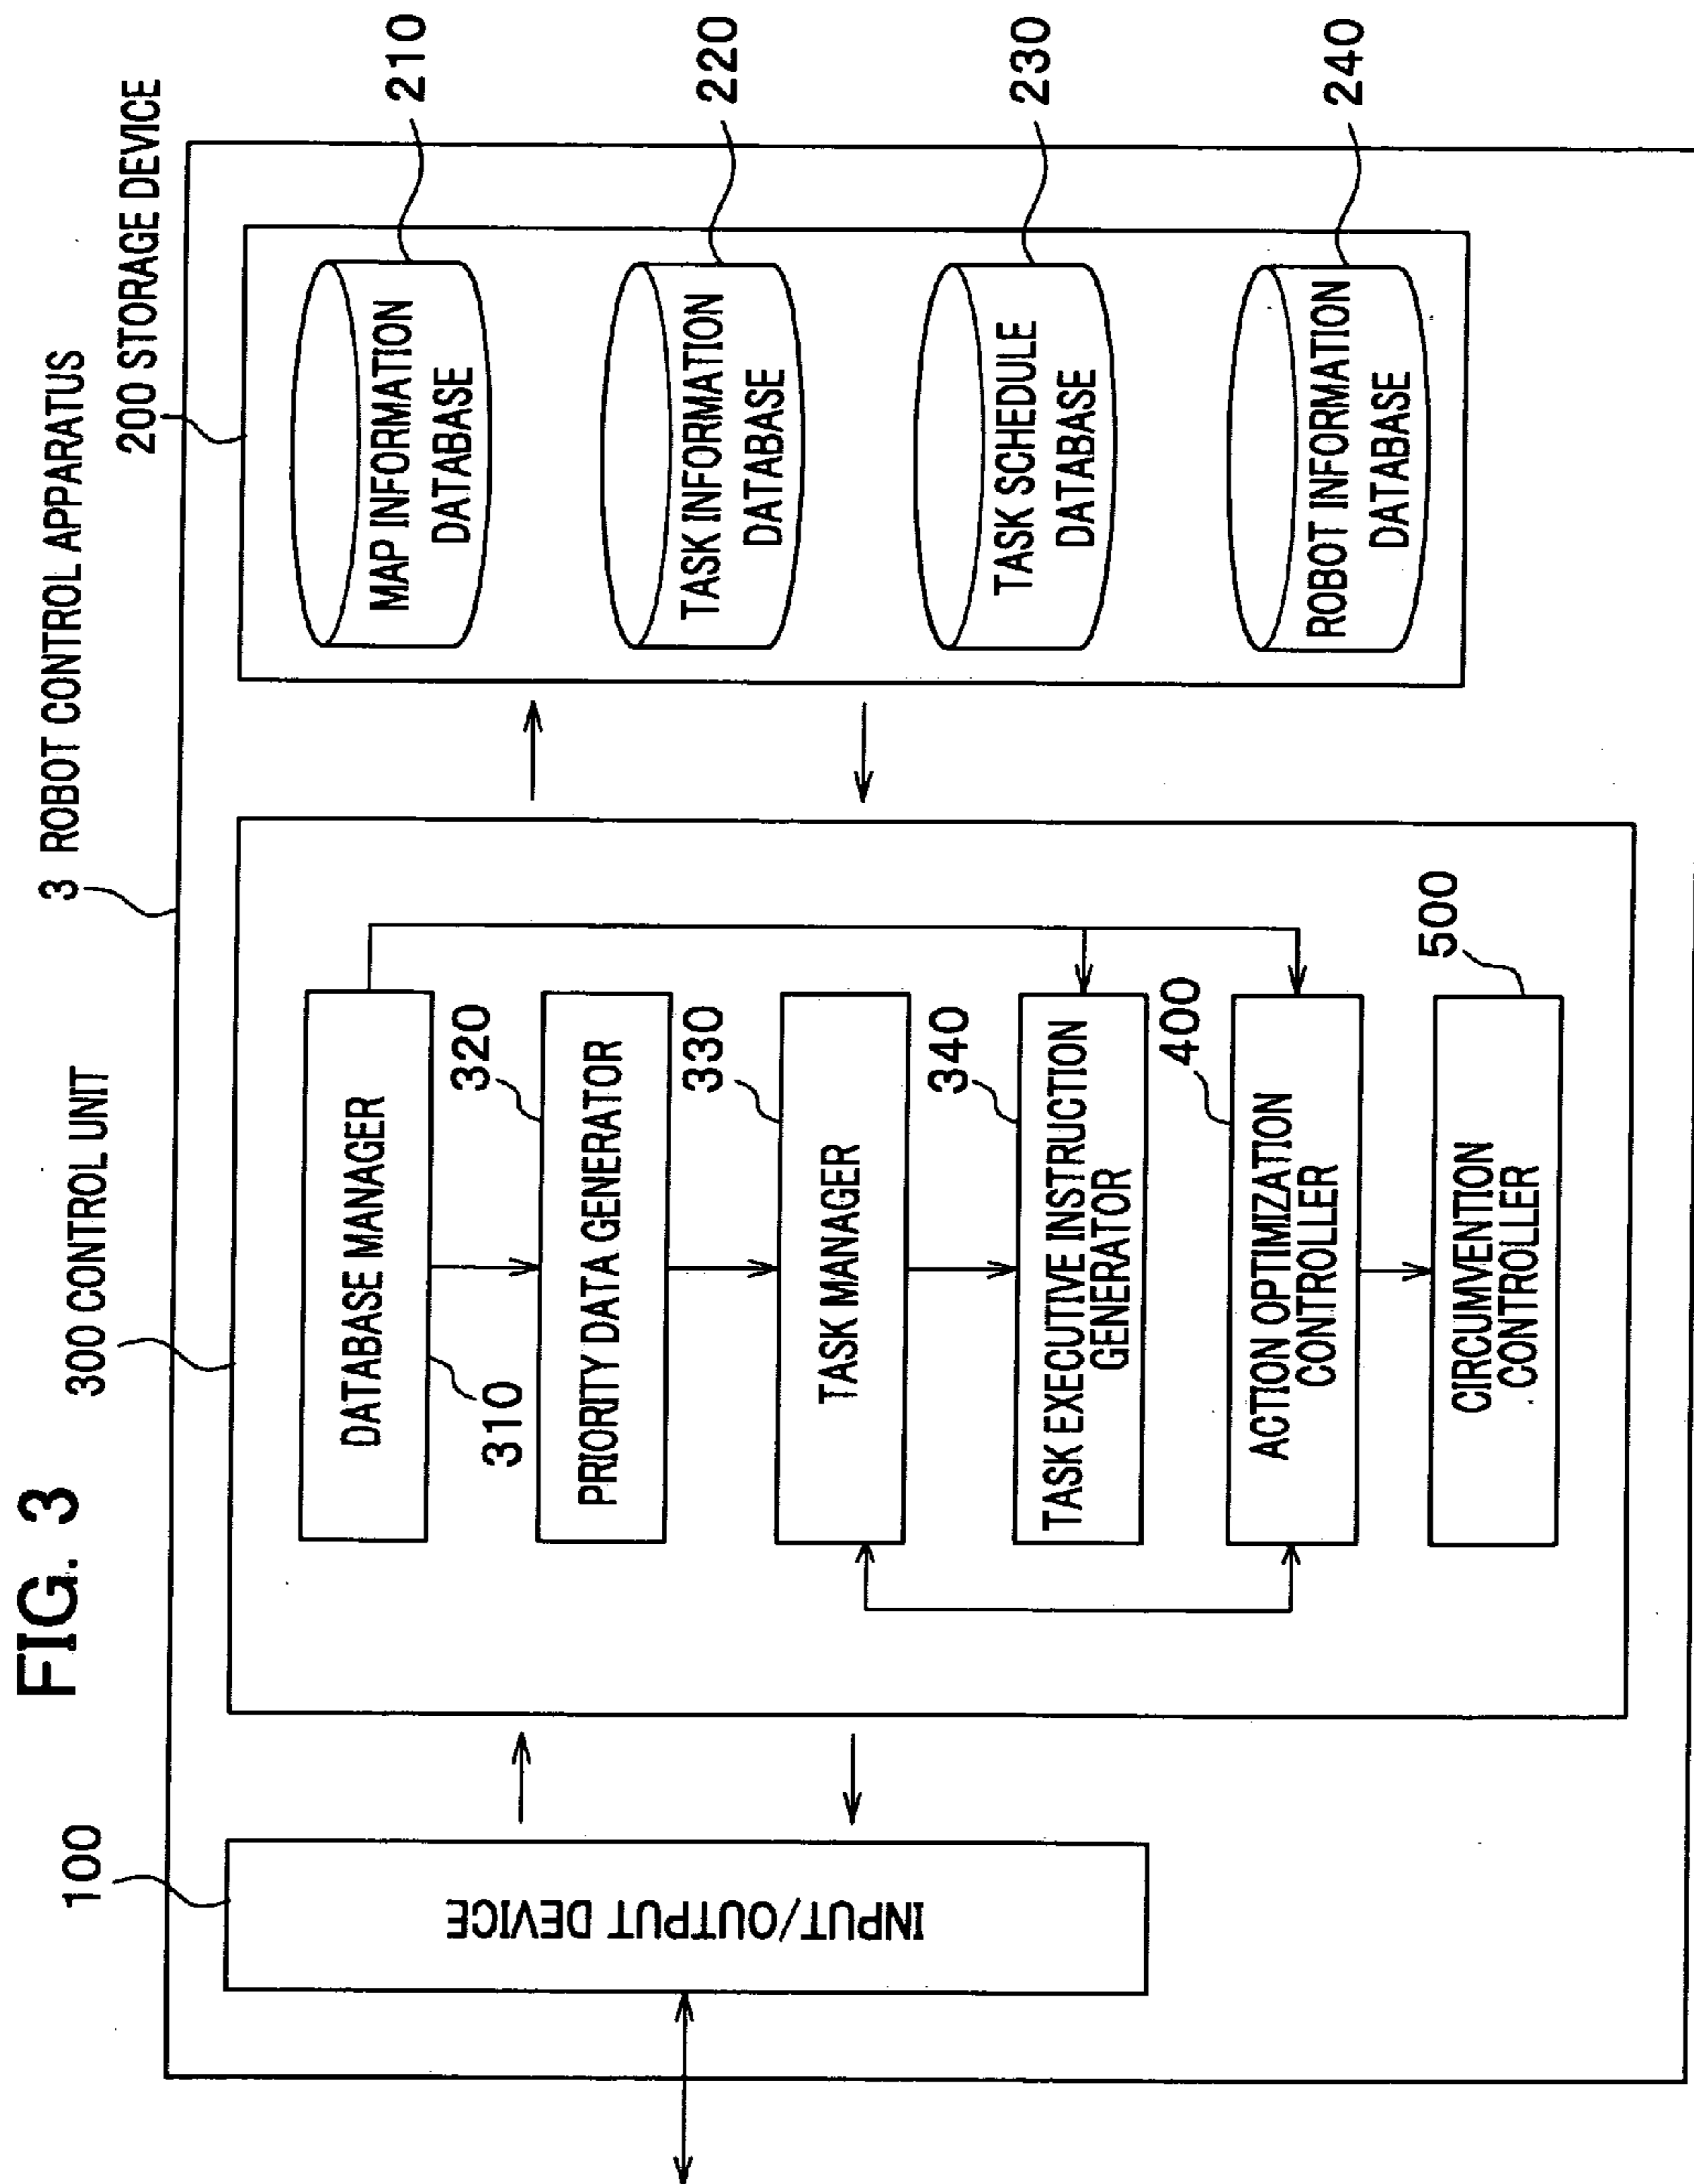 FIG. 3
3 ROBOT CONTROL APPARATUS
100
INPUT/OUTPUT DEVICE
300 CONTROL UNIT
DATABASE MANAGER
310
320
PRIORITY DATA GENERATOR
330
TASK MANAGER
340
TASK EXECUTIVE INSTRUCTION
GENERATOR
400
ACTION OPTIMIZATION
CONTROLLER
500
CIRCUMVENTION
CONTROLLER
200 STORAGE DEVICE
MAP INFORMATION
DATABASE
210
TASK INFORMATION
DATABASE
220
TASK SCHEDULE
DATABASE
230
ROBOT INFORMATION
DATABASE
240